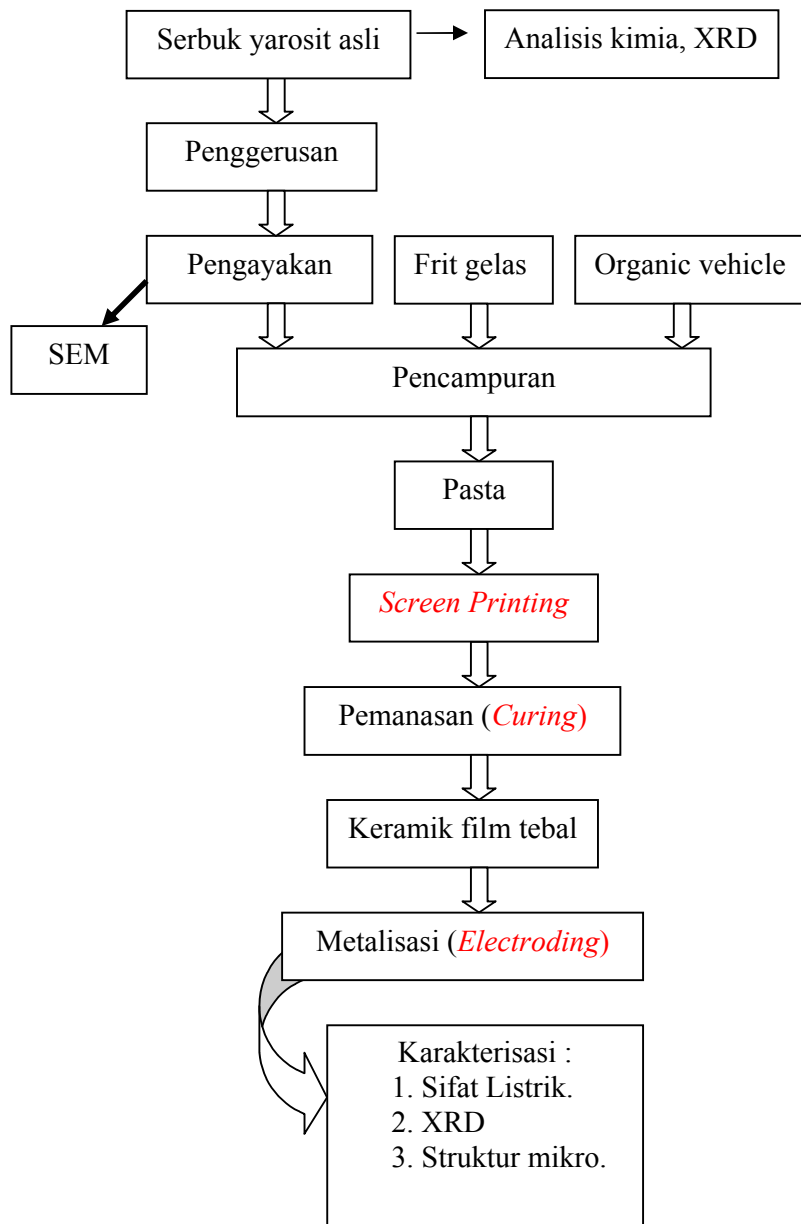 Serbuk yarosit asli
Analisis kimia, XRD
Penggerusan
Pengayakan
Frit gelas
Organic vehicle
SEM
Pencampuran
Pasta
Screen Printing
Pemanasan (Curing)
Keramik film tebal
Metalisasi (Electroding)
Karakterisasi :
1. Sifat Listrik.
2. XRD
3. Struktur mikro.